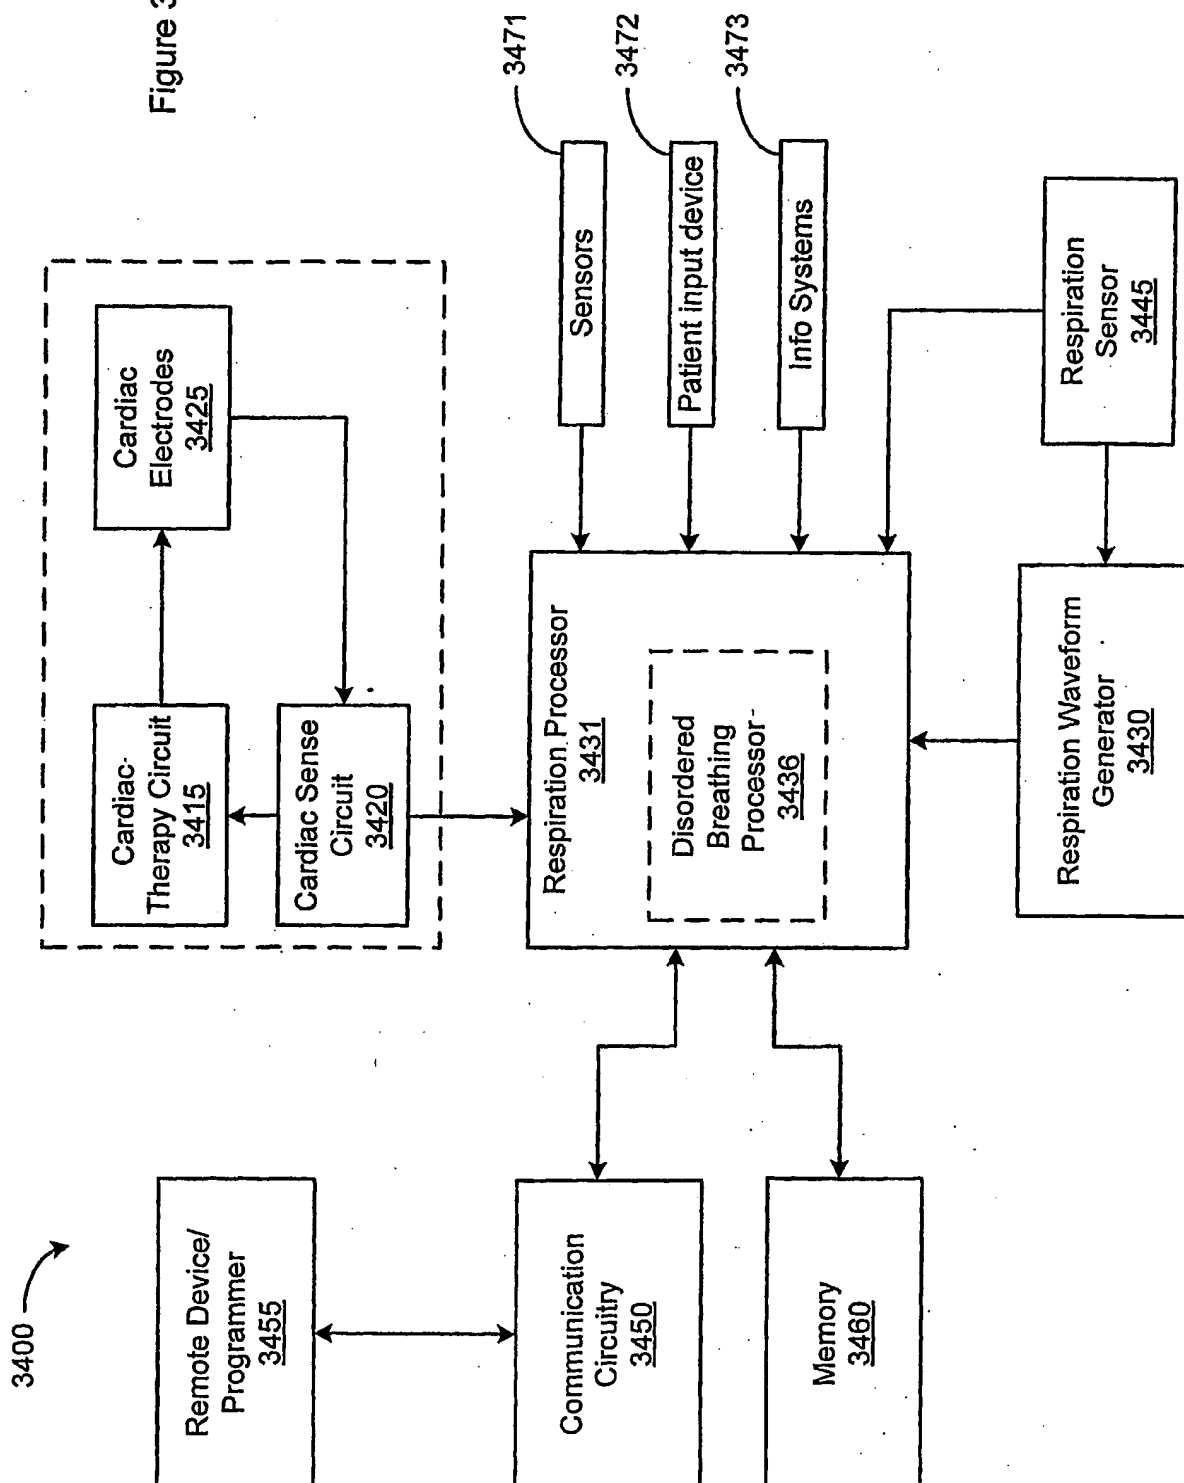 3400
Figure 3
Remote Device/
Programmer
3455
Communication
Circuitry
3450
Memory
3460
Cardiac-
Therapy Circuit
3415
Cardiac Sense
Circuit
3420
Cardiac
Electrodes
3425
Respiration Processor
3431
Disordered
Breathing
Processor-
3436
Sensors
3471
Patient input device
3472
Info Systems
3473
Respiration Waveform
Generator
3430
Respiration
Sensor
3445